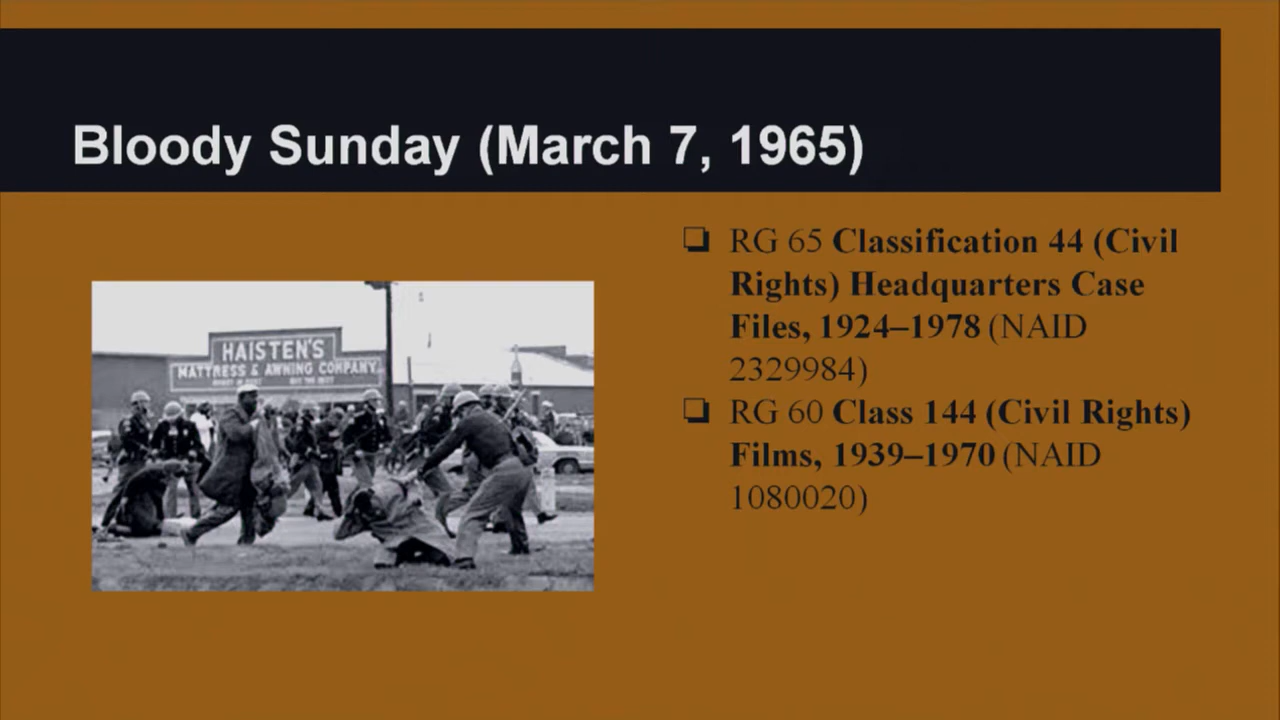 Bloody Sunday (March 7, 1965)
HAISTEN'S
MATTRESS & AWNING COMPANY
❏ RG 65 Classification 44 (Civil
Rights) Headquarters Case
Files, 1924–1978 (NAID
2329984)
❏ RG 60 Class 144 (Civil Rights)
Films, 1939–1970 (NAID
1080020)